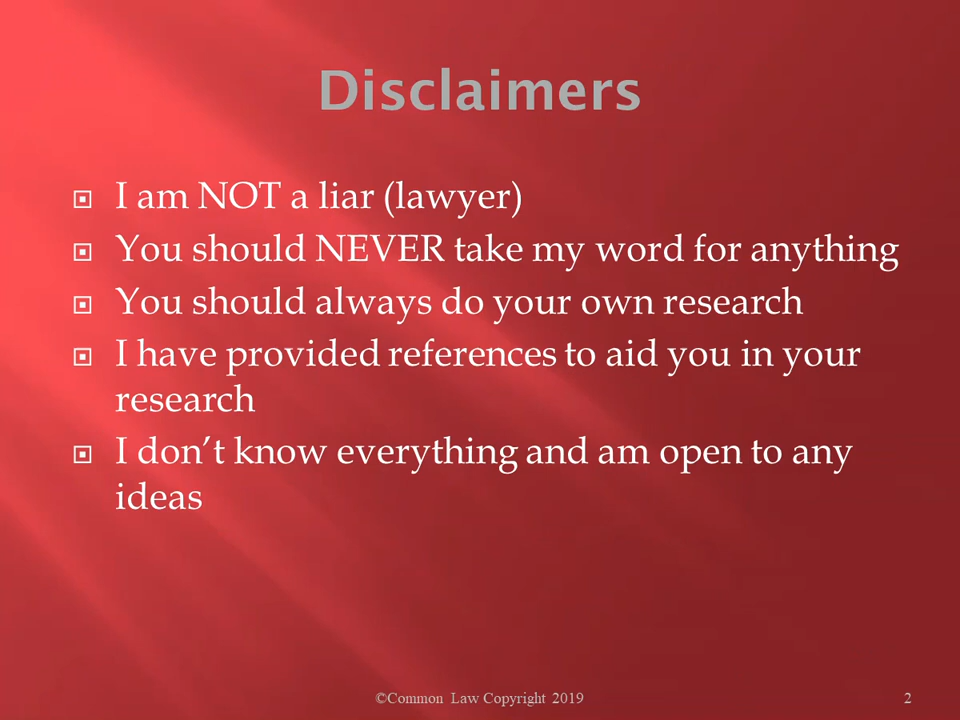 Disclaimers
I am NOT a liar (lawyer)
You should NEVER take my word for anything
You should always do your own research
I have provided references to aid you in your
research
I don’t know everything and am open to any
ideas
©Common Law Copyright 2019
2